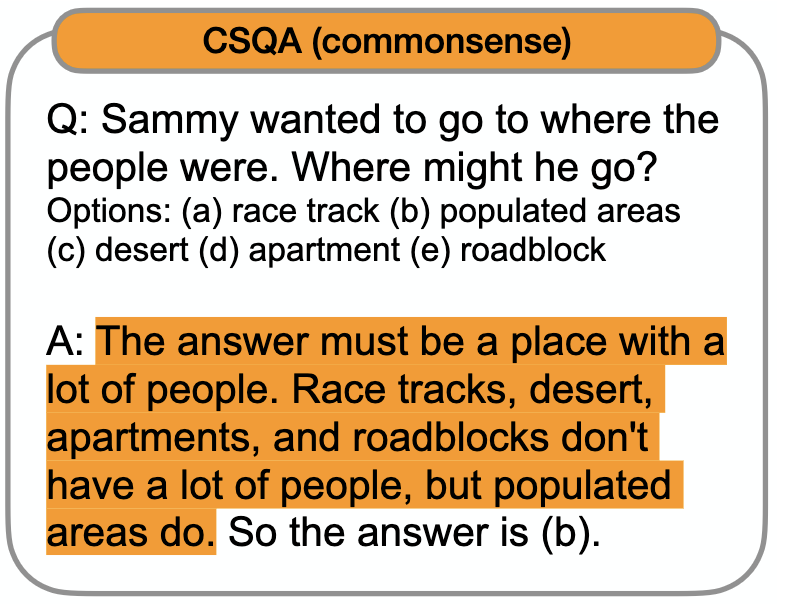 CSQA (commonsense)
Q: Sammy wanted to go to where the
people were. Where might he go?
Options: (a) race track (b) populated areas
(c) desert (d) apartment (e) roadblock
A: The answer must be a place with a
lot of people. Race tracks, desert,
apartments, and roadblocks don't
have a lot of people, but populated
areas do. So the answer is (b).